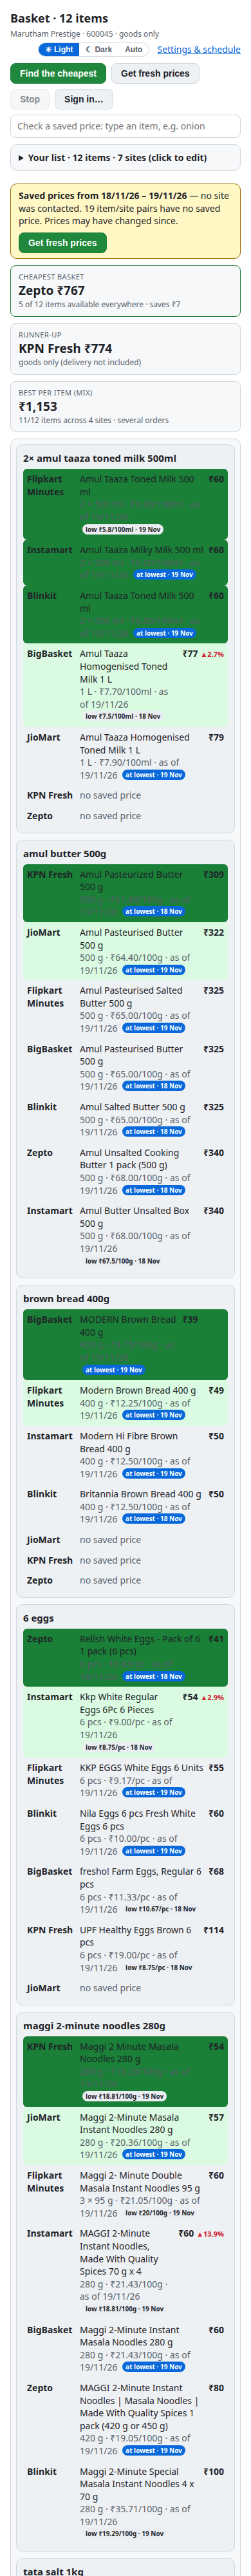 Basket · 12 items
Marutham Prestige · 600045 · goods only
☀ Light ☾ Dark Auto Settings & schedule
Find the cheapest Get fresh prices
Stop Sign in…
Check a saved price: type an item, e.g. onion
▶ Your list · 12 items · 7 sites (click to edit)
Saved prices from 18/11/26 – 19/11/26 — no site
was contacted. 19 item/site pairs have no saved
price. Prices may have changed since.
Get fresh prices
CHEAPEST BASKET
Zepto ₹767
5 of 12 items available everywhere · saves ₹7
RUNNER-UP
KPN Fresh ₹774
goods only (delivery not included)
BEST PER ITEM (MIX)
₹1,153
11/12 items across 4 sites · several orders
2× amul taaza toned milk 500ml
Flipkart Amul Taaza Toned Milk 500 ₹60
Minutes ml
low ₹5.8/100ml · 19 Nov
Instamart Amul Taaza Milky Milk 500 ml ₹60
at lowest · 19 Nov
Blinkit Amul Taaza Toned Milk 500 ₹60
ml
at lowest · 19 Nov
BigBasket Amul Taaza ₹77 ▲2.7%
Homogenised Toned
Milk 1 L
1 L · ₹7.70/100ml · as
of 19/11/26
low ₹7.5/100ml · 18 Nov
JioMart Amul Taaza Homogenised ₹79
Toned Milk 1 L
1 L · ₹7.90/100ml · as of
19/11/26 at lowest · 19 Nov
KPN Fresh no saved price
Zepto no saved price
amul butter 500g
KPN Fresh Amul Pasteurized Butter ₹309
500 g
at lowest · 18 Nov
JioMart Amul Pasteurised Butter ₹322
500 g
500 g · ₹64.40/100g · as of
19/11/26 at lowest · 19 Nov
Flipkart Amul Pasteurised Salted ₹325
Minutes Butter 500 g
500 g · ₹65.00/100g · as of
19/11/26 at lowest · 19 Nov
BigBasket Amul Pasteurised Butter ₹325
500 g
500 g · ₹65.00/100g · as of
19/11/26 at lowest · 18 Nov
Blinkit Amul Salted Butter 500 g ₹325
500 g · ₹65.00/100g · as of
19/11/26 at lowest · 18 Nov
Zepto Amul Unsalted Cooking ₹340
Butter 1 pack (500 g)
500 g · ₹68.00/100g · as of
19/11/26 at lowest · 18 Nov
Instamart Amul Butter Unsalted Box ₹340
500 g
500 g · ₹68.00/100g · as of
19/11/26
low ₹67.5/100g · 18 Nov
brown bread 400g
BigBasket MODERN Brown Bread ₹39
400 g
at lowest · 18 Nov
Flipkart Modern Brown Bread 400 g ₹49
Minutes 400 g · ₹12.25/100g · as of
19/11/26 at lowest · 19 Nov
Instamart Modern Hi Fibre Brown ₹50
Bread 400 g
400 g · ₹12.50/100g · as of
19/11/26 at lowest · 19 Nov
Blinkit Britannia Brown Bread 400 g ₹50
400 g · ₹12.50/100g · as of
19/11/26 at lowest · 19 Nov
JioMart no saved price
KPN Fresh no saved price
Zepto no saved price
6 eggs
Zepto Relish White Eggs - Pack of 6 ₹41
1 pack (6 pcs)
at lowest · 18 Nov
Instamart Kkp White Regular ₹54 ▲2.9%
Eggs 6Pc 6 Pieces
6 pcs · ₹9.00/pc · as of
19/11/26
low ₹8.75/pc · 18 Nov
Flipkart KKP EGGS White Eggs 6 Units ₹55
Minutes 6 pcs · ₹9.17/pc · as of
19/11/26 at lowest · 19 Nov
Blinkit Nila Eggs 6 pcs Fresh White ₹60
Eggs 6 pcs
6 pcs · ₹10.00/pc · as of
19/11/26 at lowest · 19 Nov
BigBasket fresho! Farm Eggs, Regular 6 ₹68
pcs
6 pcs · ₹11.33/pc · as of
19/11/26 low ₹10.67/pc · 18 Nov
KPN Fresh UPF Healthy Eggs Brown 6 ₹114
pcs
6 pcs · ₹19.00/pc · as of
19/11/26 low ₹8.75/pc · 18 Nov
JioMart no saved price
maggi 2-minute noodles 280g
KPN Fresh Maggi 2 Minute Masala ₹54
Noodles 280 g
low ₹18.81/100g · 19 Nov
JioMart Maggi 2-Minute Masala ₹57
Instant Noodles 280 g
280 g · ₹20.36/100g · as of
19/11/26 at lowest · 19 Nov
Flipkart Maggi 2- Minute Double ₹60
Minutes Masala Instant Noodles 95 g
3 × 95 g · ₹21.05/100g · as of
19/11/26 low ₹20/100g · 19 Nov
Instamart MAGGI 2-Minute ₹60 ▲13.9%
Instant Noodles,
Made With Quality
Spices 70 g x 4
280 g · ₹21.43/100g ·
as of 19/11/26
low ₹18.81/100g · 19 Nov
BigBasket Maggi 2-Minute Instant ₹60
Masala Noodles 280 g
280 g · ₹21.43/100g · as of
19/11/26 at lowest · 19 Nov
Zepto MAGGI 2-Minute Instant ₹80
Noodles | Masala Noodles |
Made With Quality Spices 1
pack (420 g or 450 g)
420 g · ₹19.05/100g · as of
19/11/26 at lowest · 19 Nov
Blinkit Maggi 2-Minute Special ₹100
Masala Instant Noodles 4 x
70 g
280 g · ₹35.71/100g · as of
19/11/26
low ₹19.29/100g · 19 Nov
tata salt 1kg